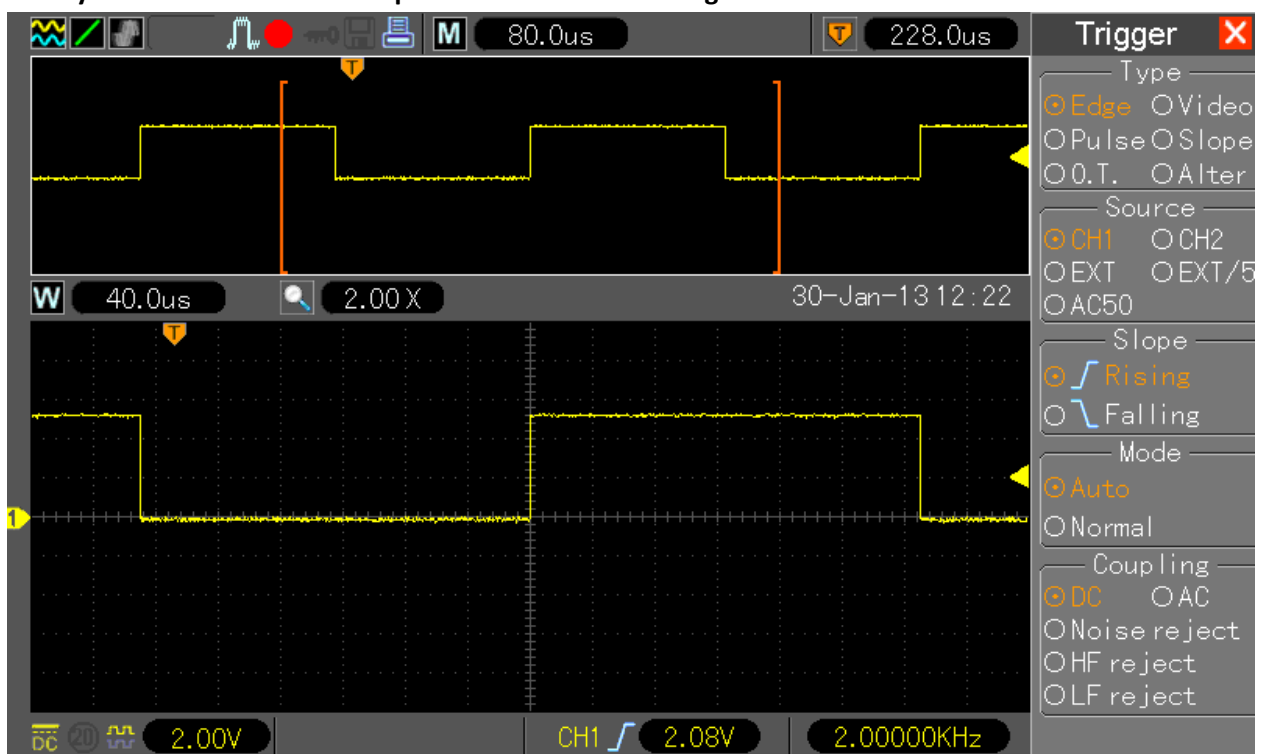 M 80.0us T 228.0us Trigger X
T
Type
Edge Video
Pulse Slope
O.T. Alter
Source
CH1 CH2
EXT EXT/5
AC50
W 40.0us 2.00X 30-Jan-13 12:22
T
Slope
Rising
Falling
Mode
Auto
Normal
1
Coupling
DC AC
Noise reject
HF reject
LF reject
DC 20 2.00V CH1 2.08V 2.00000KHz